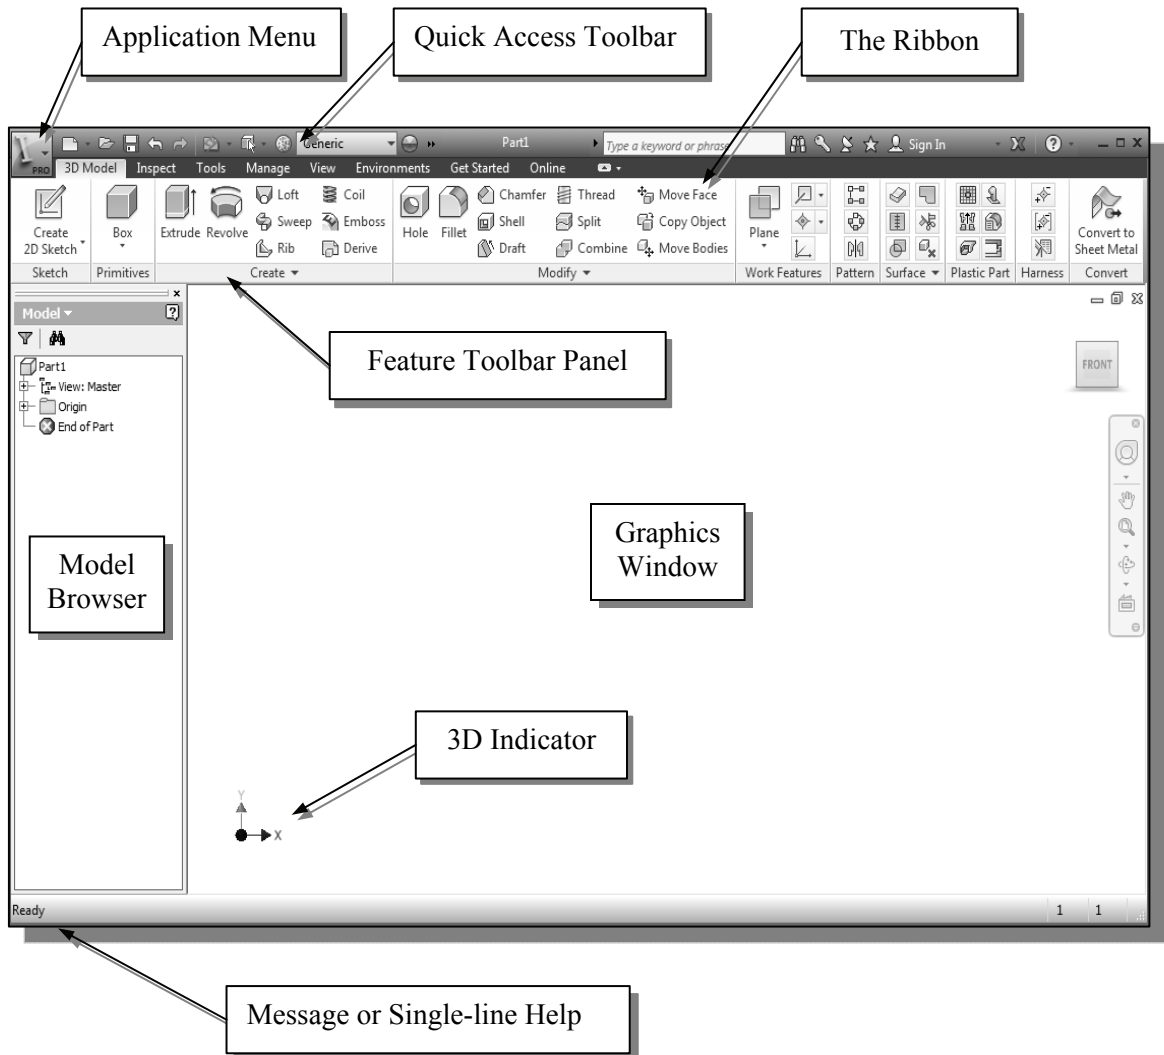 Application Menu
Quick Access Toolbar
The Ribbon
PRO
Generic
Part1
Type a keyword or phrase
Sign In
3D Model Inspect Tools Manage View Environments Get Started Online
Create
2D Sketch
Box
Extrude Revolve
Loft
Sweep
Rib
Coil
Emboss
Derive
Hole Fillet
Chamfer
Shell
Draft
Thread
Split
Combine
Move Face
Copy Object
Move Bodies
Plane
Convert to
Sheet Metal
Sketch Primitives Create Modify Work Features Pattern Surface Plastic Part Harness Convert
Model
Part1
View: Master
Origin
End of Part
Feature Toolbar Panel
FRONT
Graphics
Window
Model
Browser
3D Indicator
Y
X
Ready
1 1
Message or Single-line Help